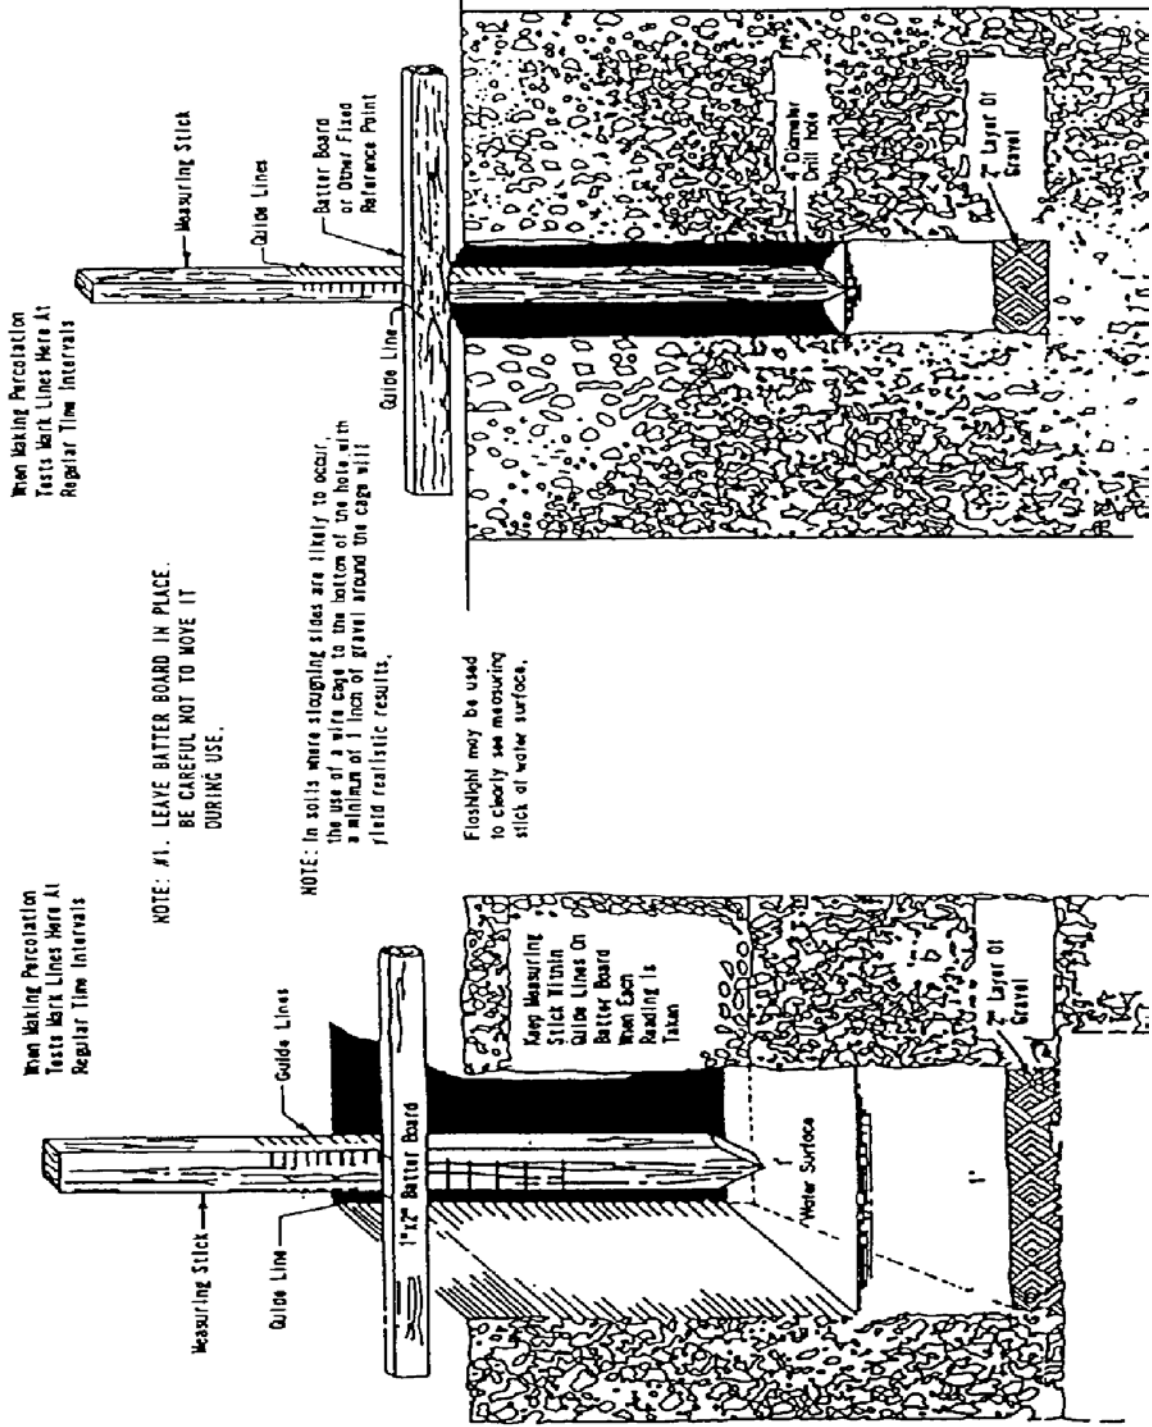 When Making Percolation
Tests Mark Lines Here At
Regular Time Intervals
Measuring Stick
Guide Lines
Guide Line
1"X2" Batter Board
Keep Measuring
Stick Within
Guide Lines On
Batter Board
When Each
Reading Is
Taken
Water Surface
1'
2" Layer Of
Gravel
NOTE: #1. LEAVE BATTER BOARD IN PLACE.
BE CAREFUL NOT TO MOVE IT
DURING USE.
NOTE: In soils where sloughing sides are likely to occur,
the use of a wire cage to the bottom of the hole with
a minimum of 1 inch of gravel around the cage will
yield realistic results.
Flashlight may be used
to clearly see measuring
stick at water surface.
When Making Percolation
Tests Mark Lines Here At
Regular Time Intervals
Measuring Stick
Guide Lines
Batter Board
or Other Fixed
Reference Point
Guide Line
4" Diameter
Drill hole
2" Layer Of
Gravel